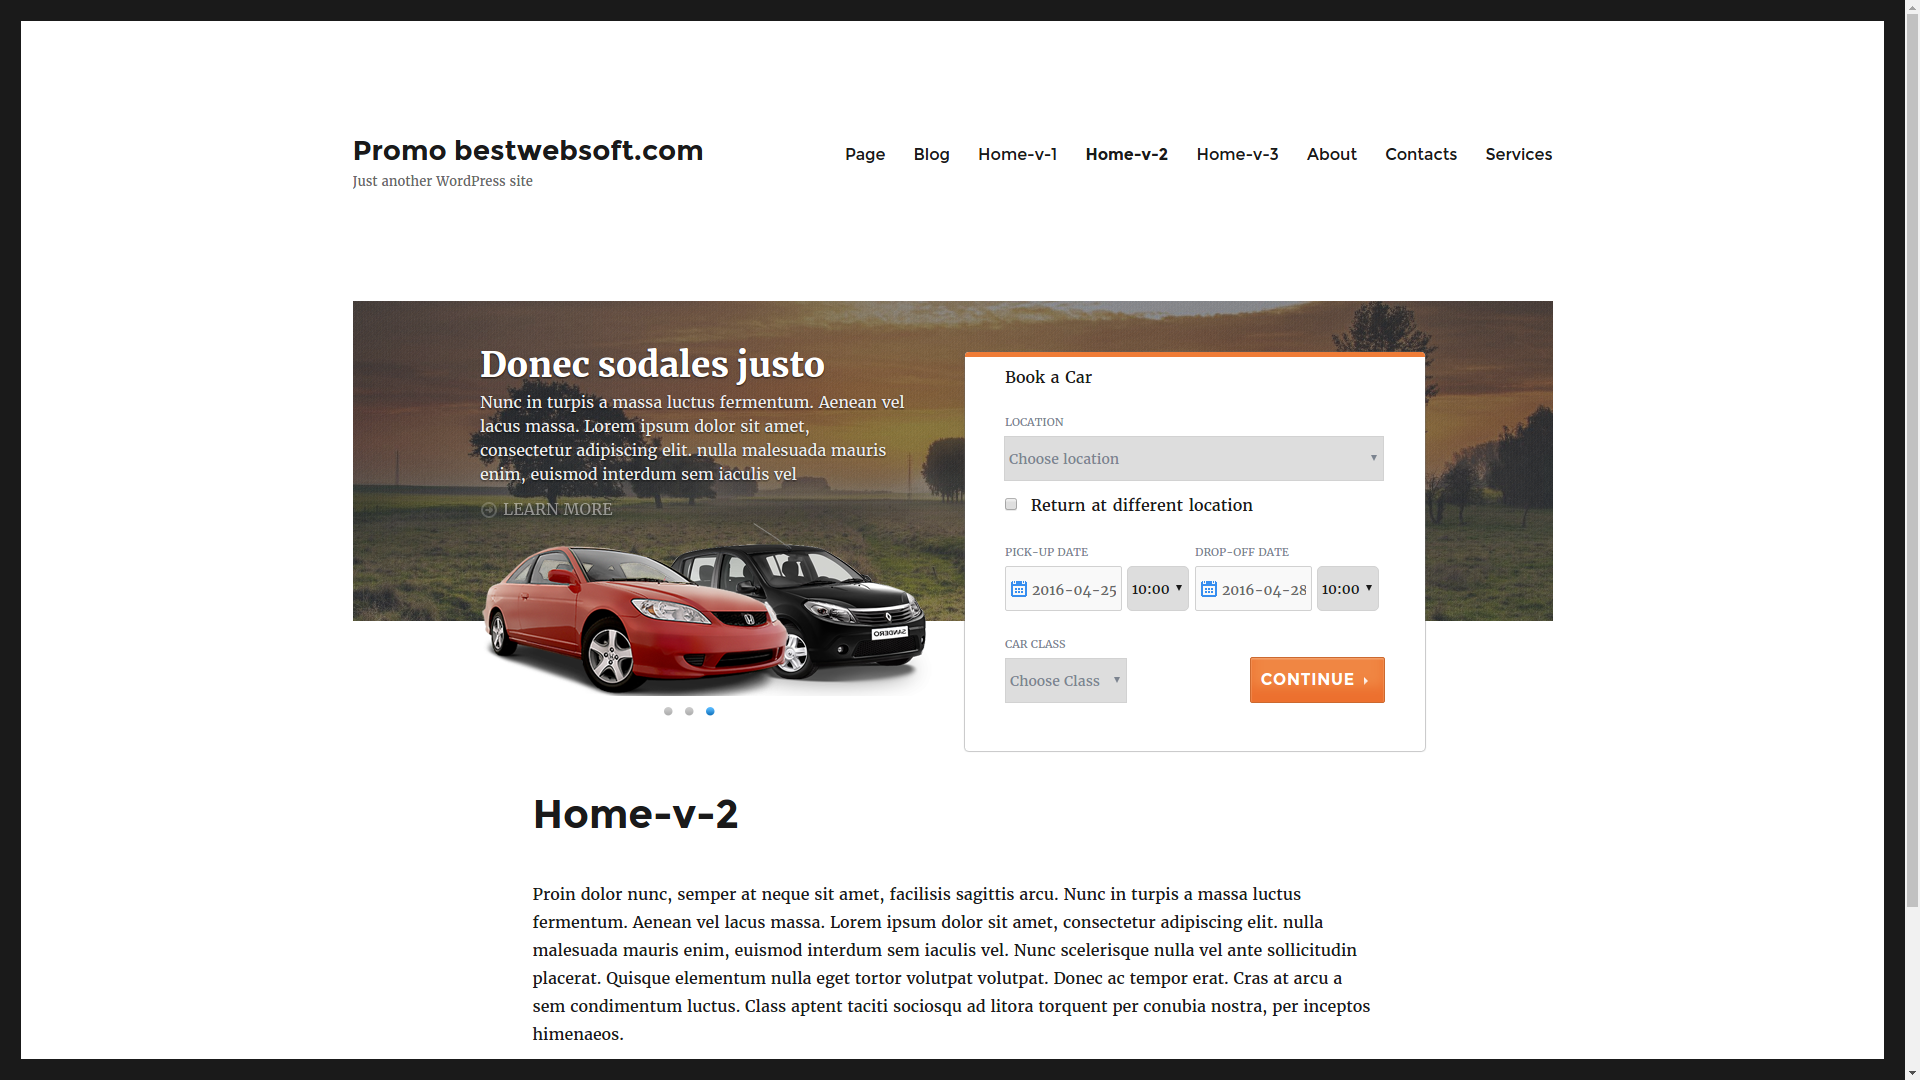 Promo bestwebsoft.com
Just another WordPress site
Page Blog Home-v-1 Home-v-2 Home-v-3 About Contacts Services
Donec sodales justo
Nunc in turpis a massa luctus fermentum. Aenean vel
lacus massa. Lorem ipsum dolor sit amet,
consectetur adipiscing elit. nulla malesuada mauris
enim, euismod interdum sem iaculis vel
LEARN MORE
SANDERO
Book a Car
LOCATION
Choose location
Return at different location
PICK-UP DATE DROP-OFF DATE
2016-04-25 10:00 2016-04-28 10:00
CAR CLASS
Choose Class
CONTINUE
Home-v-2
Proin dolor nunc, semper at neque sit amet, facilisis sagittis arcu. Nunc in turpis a massa luctus
fermentum. Aenean vel lacus massa. Lorem ipsum dolor sit amet, consectetur adipiscing elit. nulla
malesuada mauris enim, euismod interdum sem iaculis vel. Nunc scelerisque nulla vel ante sollicitudin
placerat. Quisque elementum nulla eget tortor volutpat volutpat. Donec ac tempor erat. Cras at arcu a
sem condimentum luctus. Class aptent taciti sociosqu ad litora torquent per conubia nostra, per inceptos
himenaeos.